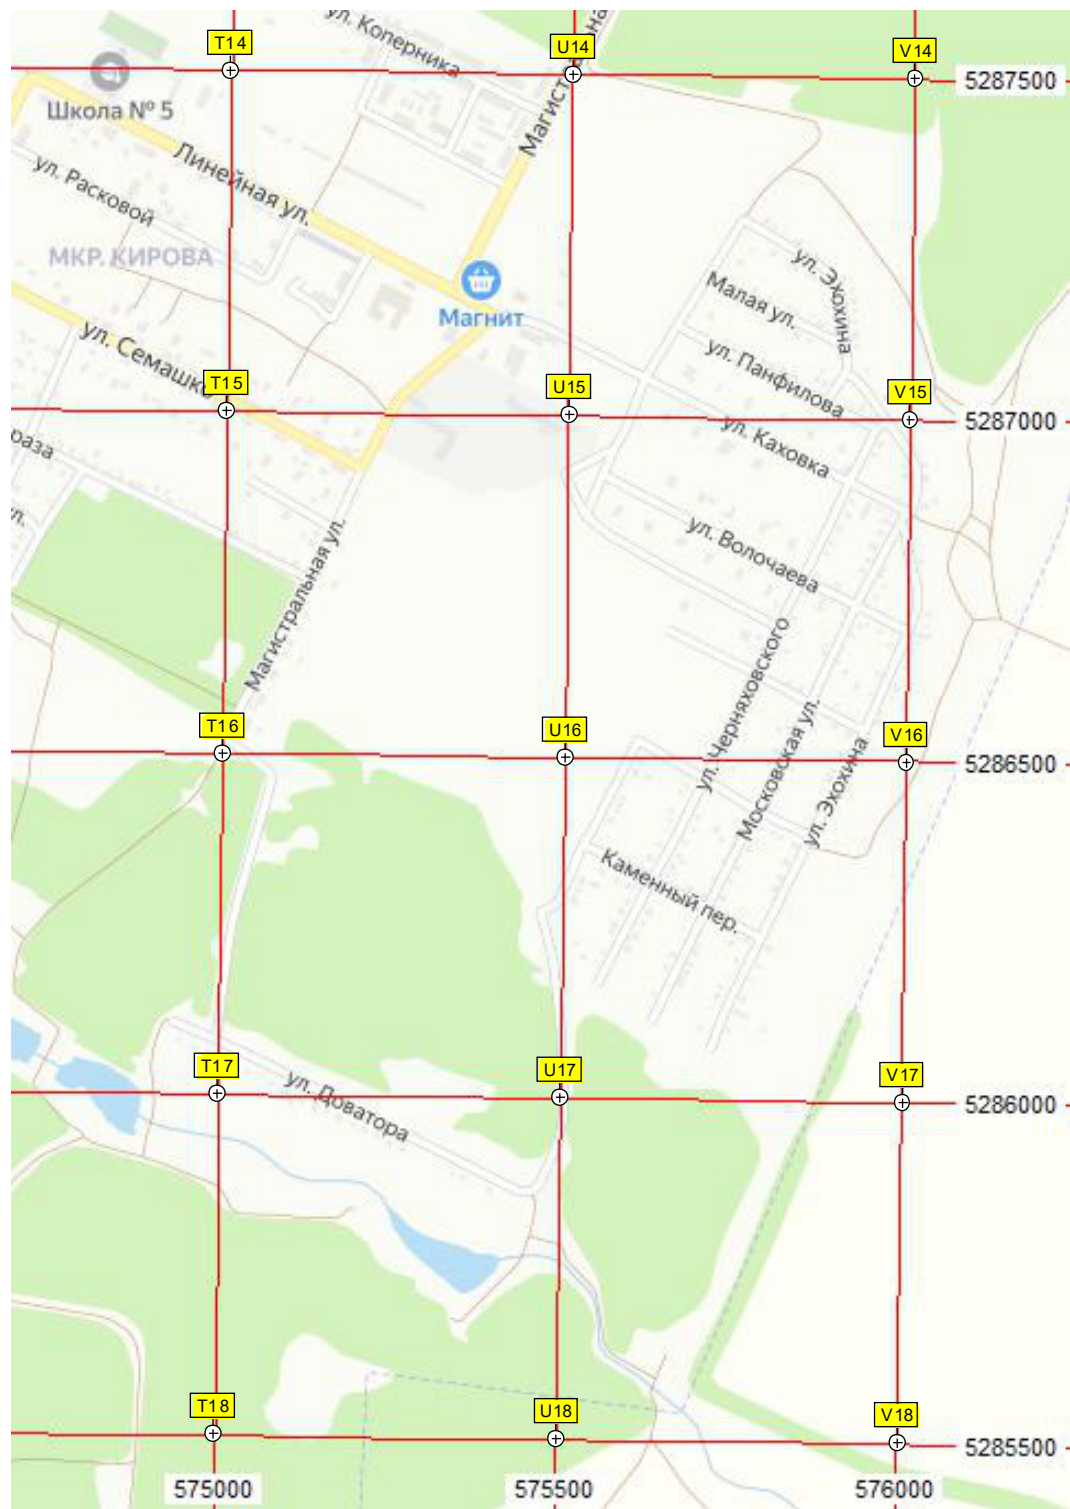 ул. Коперника
T14
U14
V14
5287500
Школа № 5
Линейная ул.
ул. Расковой
МКР. КИРОВА
Магнит
ул. Эхохина
Малая ул.
ул. Панфилова
ул. Семашко
T15
U15
V15
5287000
ул. Каховка
раза
ул. Волочаева
Магистральная ул.
ул. Черняховского
Московская ул.
ул. Эхохина
T16
U16
V16
5286500
Каменный пер.
T17
U17
V17
5286000
ул. Доватора
T18
U18
V18
5285500
575000
575500
576000